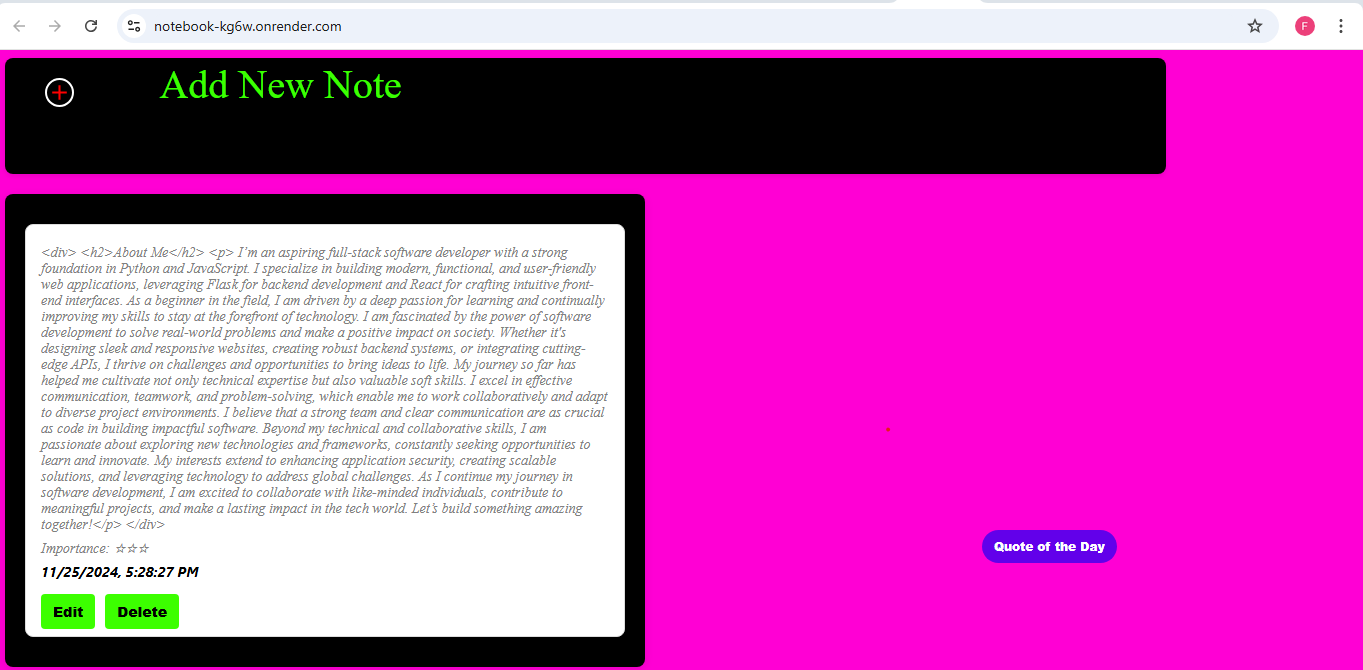 notebook-kg6w.onrender.com
F
Add New Note
<div> <h2>About Me</h2> <p> I'm an aspiring full-stack software developer with a strong
foundation in Python and JavaScript. I specialize in building modern, functional, and user-friendly
web applications, leveraging Flask for backend development and React for crafting intuitive front-
end interfaces. As a beginner in the field, I am driven by a deep passion for learning and continually
improving my skills to stay at the forefront of technology. I am fascinated by the power of software
development to solve real-world problems and make a positive impact on society. Whether it's
designing sleek and responsive websites, creating robust backend systems, or integrating cutting-
edge APIs, I thrive on challenges and opportunities to bring ideas to life. My journey so far has
helped me cultivate not only technical expertise but also valuable soft skills. I excel in effective
communication, teamwork, and problem-solving, which enable me to work collaboratively and adapt
to diverse project environments. I believe that a strong team and clear communication are as crucial
as code in building impactful software. Beyond my technical and collaborative skills, I am
passionate about exploring new technologies and frameworks, constantly seeking opportunities to
learn and innovate. My interests extend to enhancing application security, creating scalable
solutions, and leveraging technology to address global challenges. As I continue my journey in
software development, I am excited to collaborate with like-minded individuals, contribute to
meaningful projects, and make a lasting impact in the tech world. Let's build something amazing
together!</p> </div>
Importance: ☆☆☆
11/25/2024, 5:28:27 PM
Edit Delete
Quote of the Day